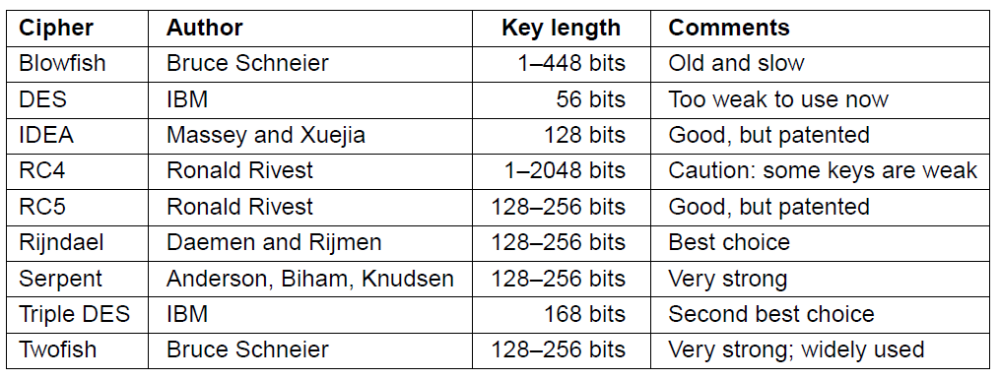 Cipher Author Key length Comments
Blowfish Bruce Schneier 1–448 bits Old and slow
DES IBM 56 bits Too weak to use now
IDEA Massey and Xuejia 128 bits Good, but patented
RC4 Ronald Rivest 1–2048 bits Caution: some keys are weak
RC5 Ronald Rivest 128–256 bits Good, but patented
Rijndael Daemen and Rijmen 128–256 bits Best choice
Serpent Anderson, Biham, Knudsen 128–256 bits Very strong
Triple DES IBM 168 bits Second best choice
Twofish Bruce Schneier 128–256 bits Very strong; widely used